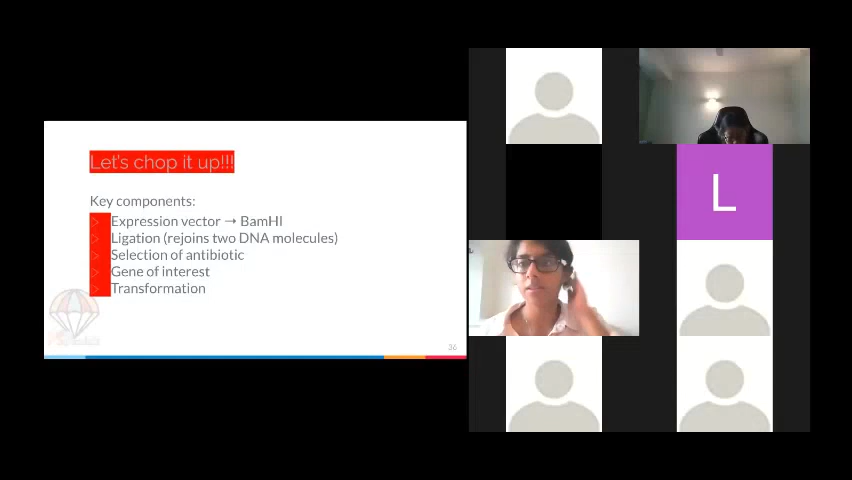 Let's chop it up!!!
Key components:
Expression vector → BamHI
Ligation (rejoins two DNA molecules)
Selection of antibiotic
Gene of interest
Transformation
36
L